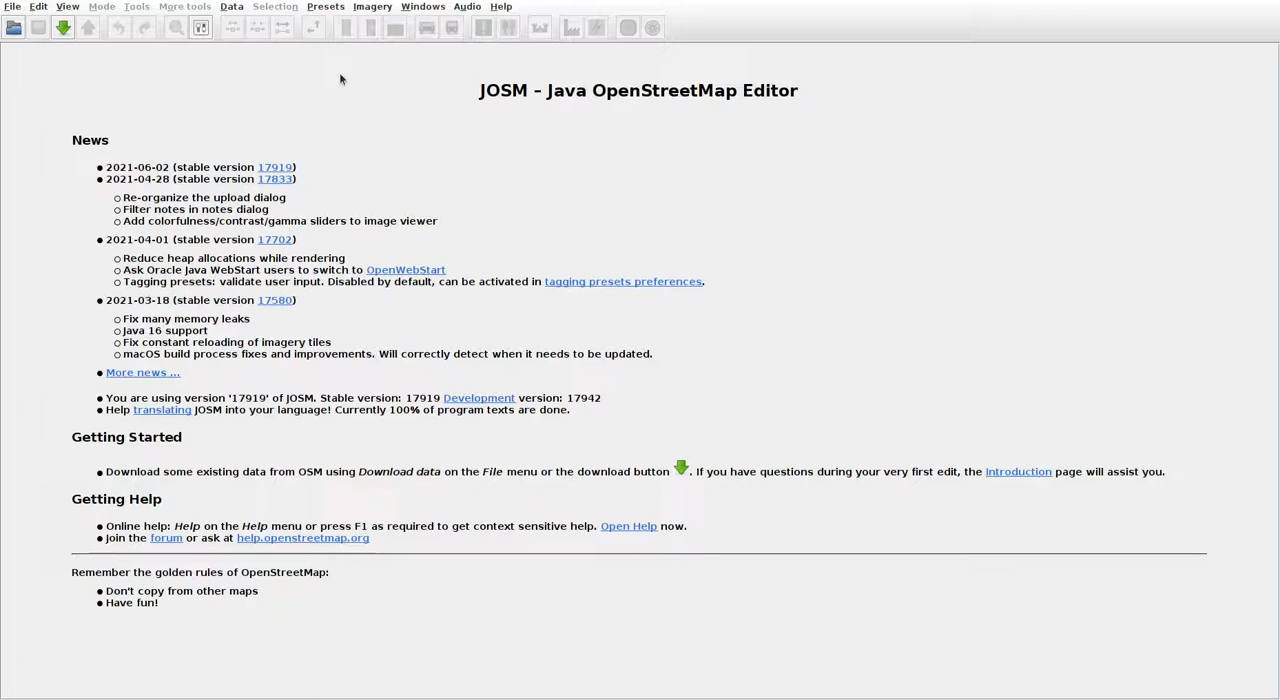 File Edit View Mode Tools More tools Data Selection Presets Imagery Windows Audio Help
JOSM – Java OpenStreetMap Editor
News
2021-06-02 (stable version 17919)
2021-04-28 (stable version 17833)
Re-organize the upload dialog
Filter notes in notes dialog
Add colorfulness/contrast/gamma sliders to image viewer
2021-04-01 (stable version 17702)
Reduce heap allocations while rendering
Ask Oracle Java WebStart users to switch to OpenWebStart
Tagging presets: validate user input. Disabled by default, can be activated in tagging presets preferences.
2021-03-18 (stable version 17580)
Fix many memory leaks
Java 16 support
Fix constant reloading of imagery tiles
macOS build process fixes and improvements. Will correctly detect when it needs to be updated.
More news ...
You are using version '17919' of JOSM. Stable version: 17919 Development version: 17942
Help translating JOSM into your language! Currently 100% of program texts are done.
Getting Started
Download some existing data from OSM using Download data on the File menu or the download button . If you have questions during your very first edit, the Introduction page will assist you.
Getting Help
Online help: Help on the Help menu or press F1 as required to get context sensitive help. Open Help now.
Join the forum or ask at help.openstreetmap.org
Remember the golden rules of OpenStreetMap:
Don't copy from other maps
Have fun!